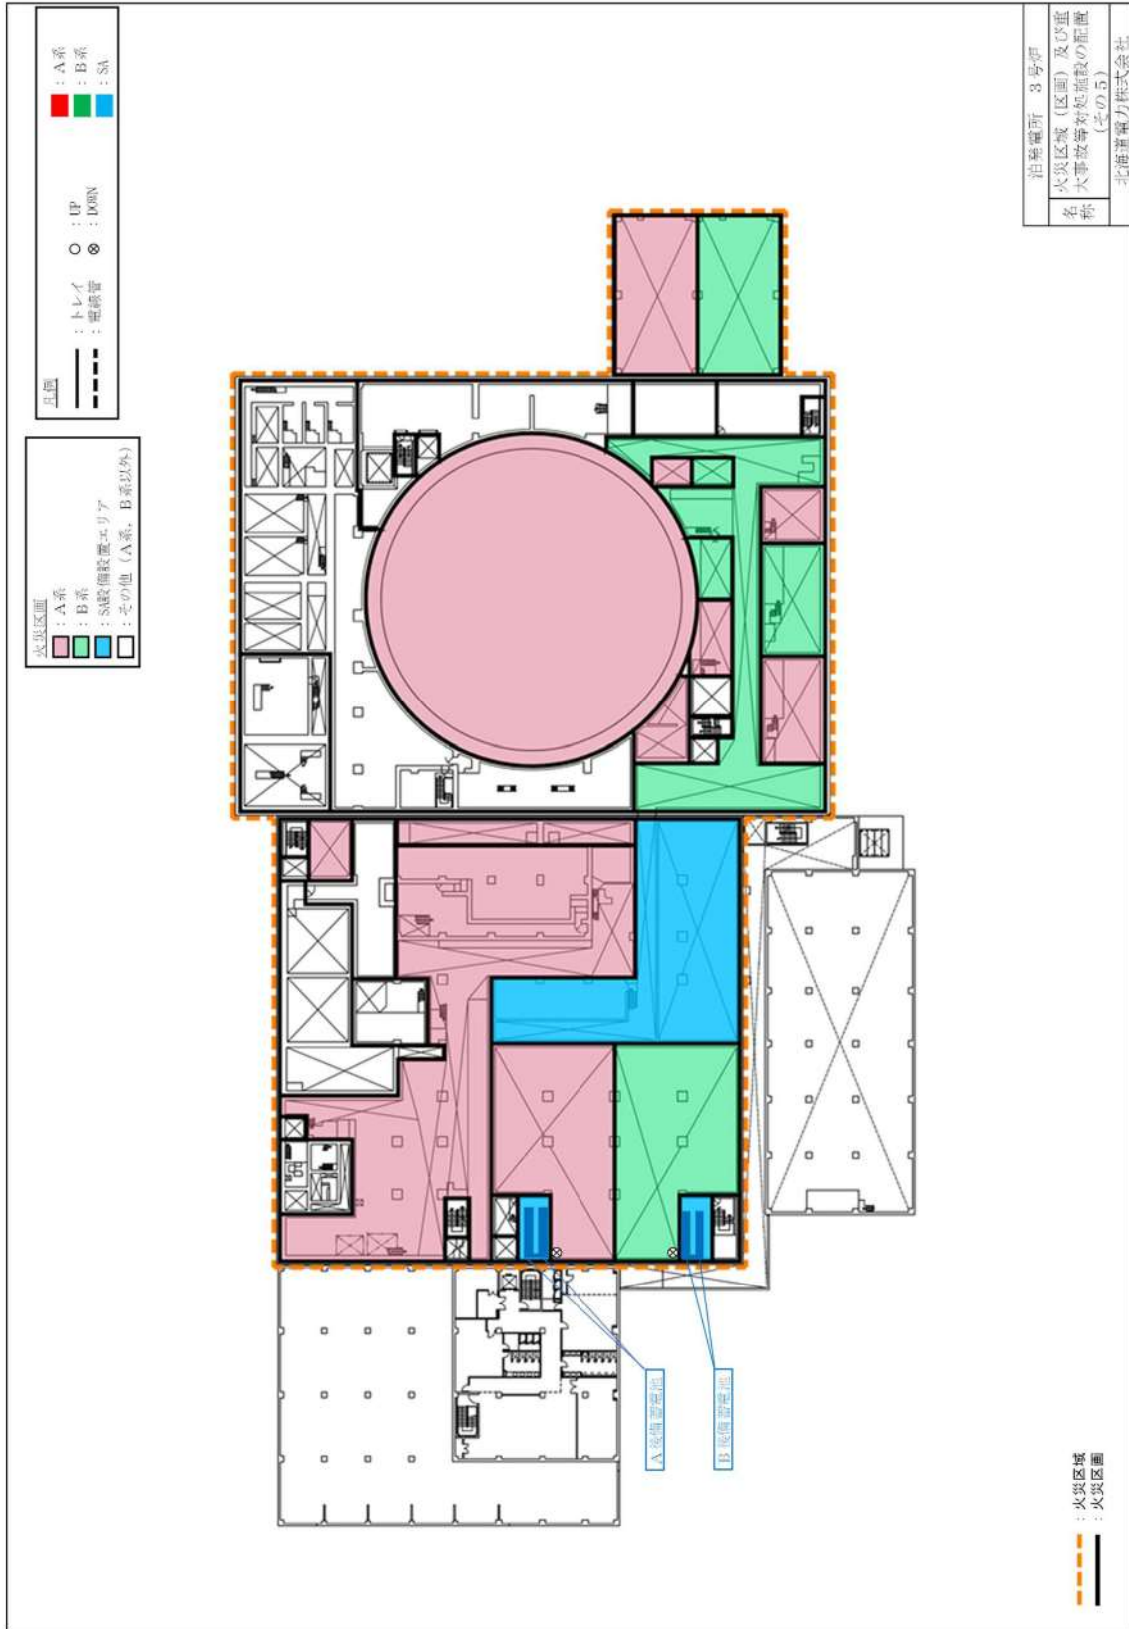 火災区画
: A系
: B系
: SA設備設置エリア
: その他（A系，B系以外）
凡例
: トレイ
: 電線管
○ : UP
⊗ : DOWN
: A系
: B系
: SA
A後備蓄電池
B後備蓄電池
: 火災区域
: 火災区画
泊発電所 3号炉
名称
火災区域（区画）及び重
大事故等対処施設の配置
（その5）
北海道電力株式会社